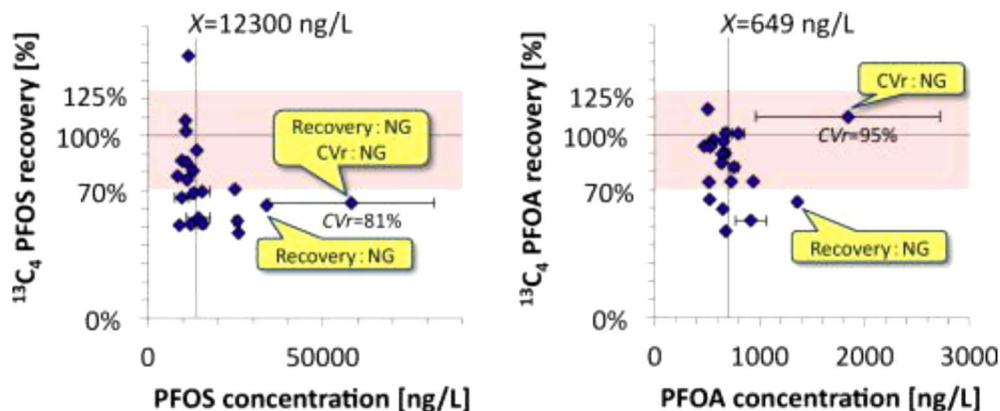 X=12300 ng/L
¹³C₄ PFOS recovery [%]
125%
100%
70%
0%
Recovery : NG
CVr : NG
CVr=81%
Recovery : NG
0
50000
PFOS concentration [ng/L]
X=649 ng/L
¹³C₄ PFOA recovery [%]
125%
100%
70%
0%
CVr : NG
CVr=95%
Recovery : NG
0
1000
2000
3000
PFOA concentration [ng/L]